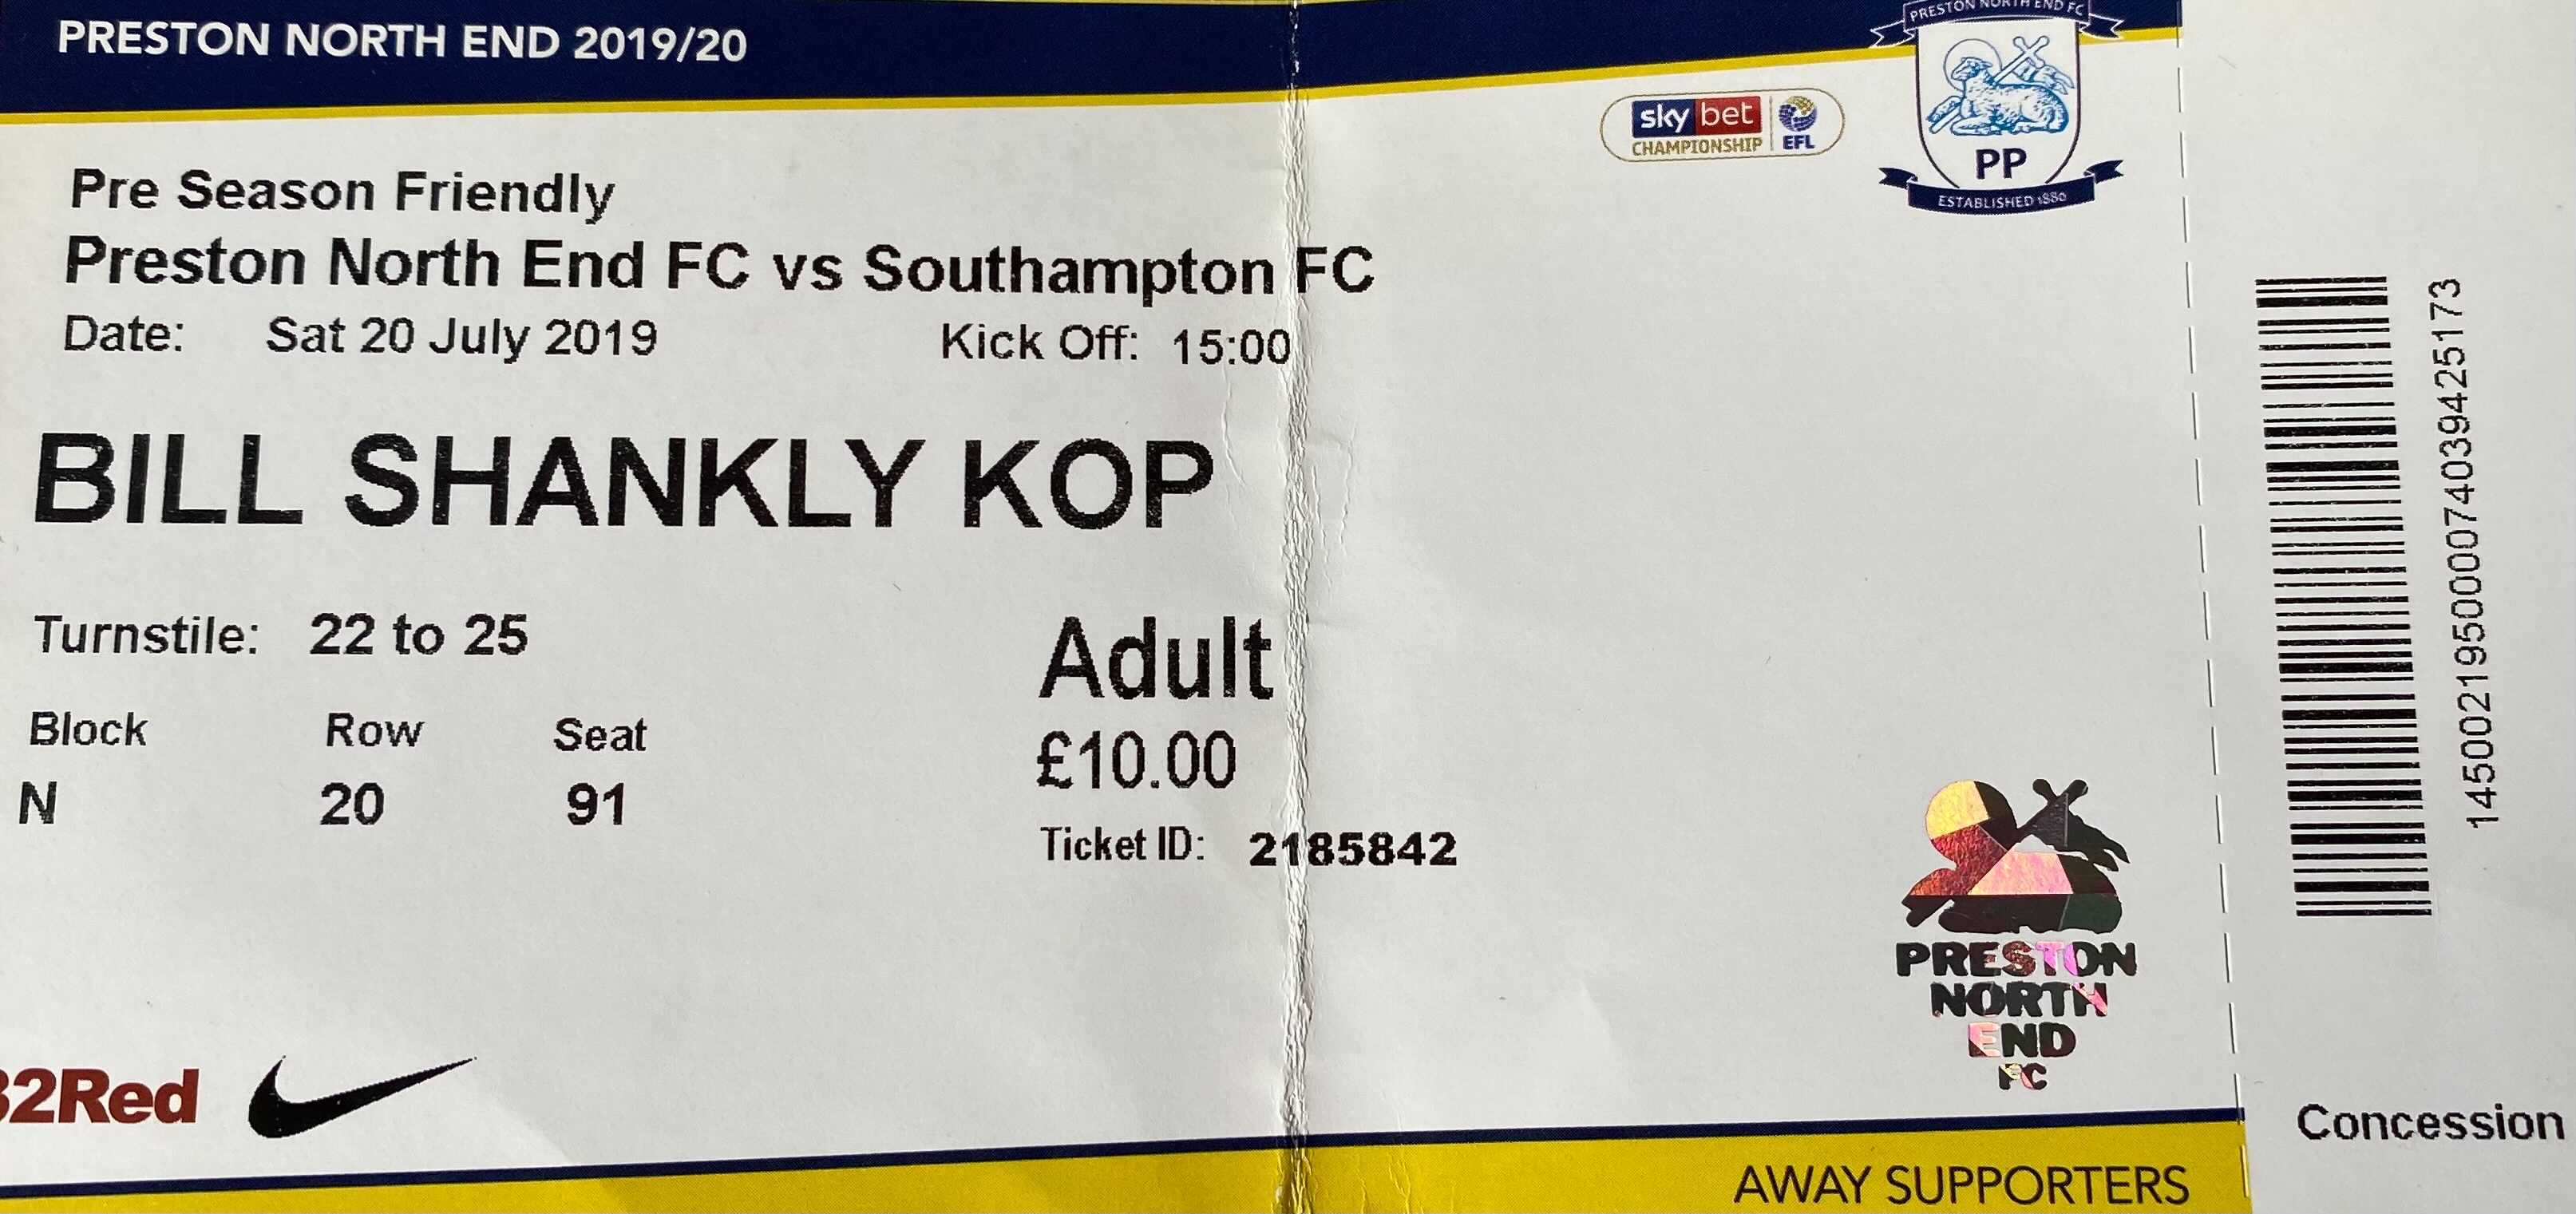 PRESTON NORTH END 2019/20
PRESTON NORTH END FC
sky bet
CHAMPIONSHIP
EFL
PP
ESTABLISHED 1880
Pre Season Friendly
Preston North End FC vs Southampton FC
Date: Sat 20 July 2019 Kick Off: 15:00
BILL SHANKLY KOP
Turnstile: 22 to 25
Adult
Block Row Seat
£10.00
N 20 91
Ticket ID: 2185842
32Red
PRESTON
NORTH
END
FC
AWAY SUPPORTERS
145002195000074039425173
Concession